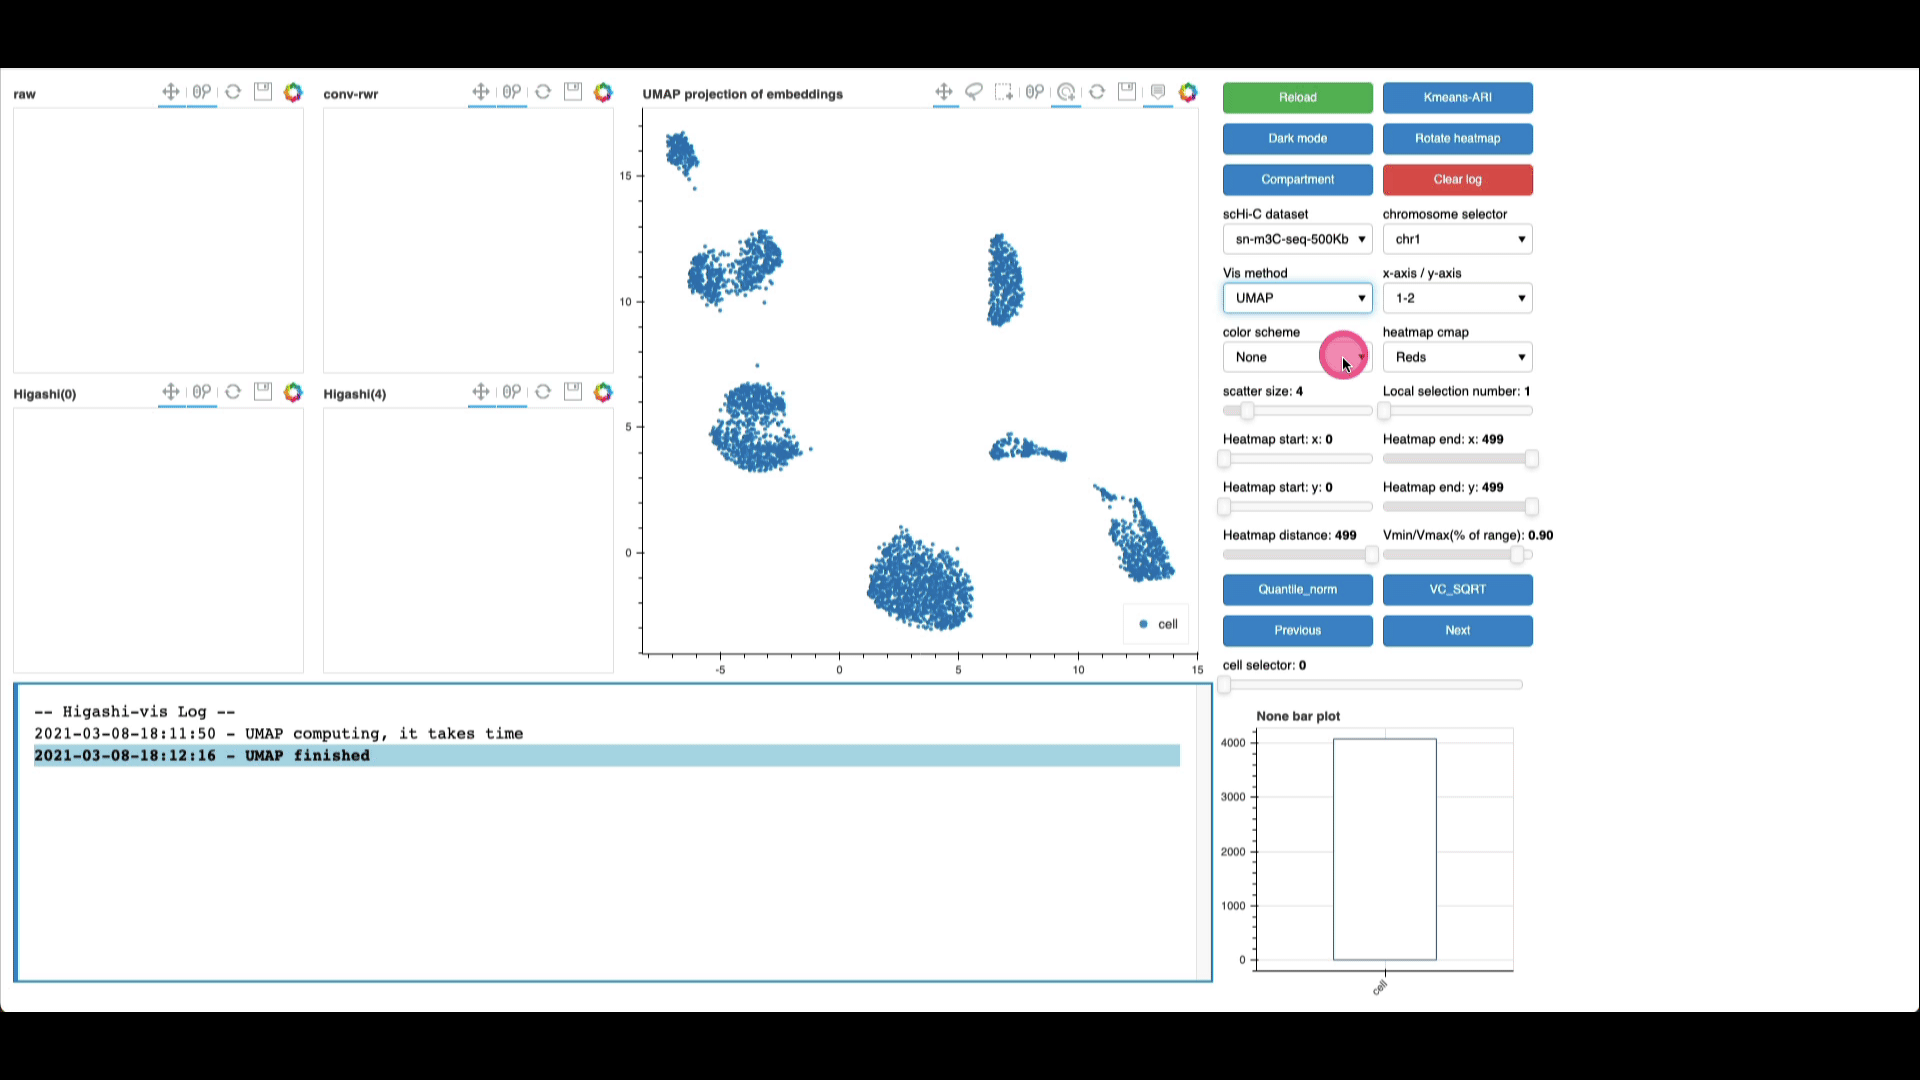 raw
conv-rwr
Higashi(0)
Higashi(4)
UMAP projection of embeddings
15
10
5
0
-5
0
5
10
15
cell
Reload
Kmeans-ARI
Dark mode
Rotate heatmap
Compartment
Clear log
scHi-C dataset
chromosome selector
sn-m3C-seq-500Kb
chr1
Vis method
x-axis / y-axis
UMAP
1-2
color scheme
heatmap cmap
None
Reds
scatter size: 4
Local selection number: 1
Heatmap start: x: 0
Heatmap end: x: 499
Heatmap start: y: 0
Heatmap end: y: 499
Heatmap distance: 499
Vmin/Vmax(% of range): 0.90
Quantile_norm
VC_SQRT
Previous
Next
cell selector: 0
-- Higashi-vis Log --
2021-03-08-18:11:50 - UMAP computing, it takes time
2021-03-08-18:12:16 - UMAP finished
None bar plot
4000
3000
2000
1000
0
cell